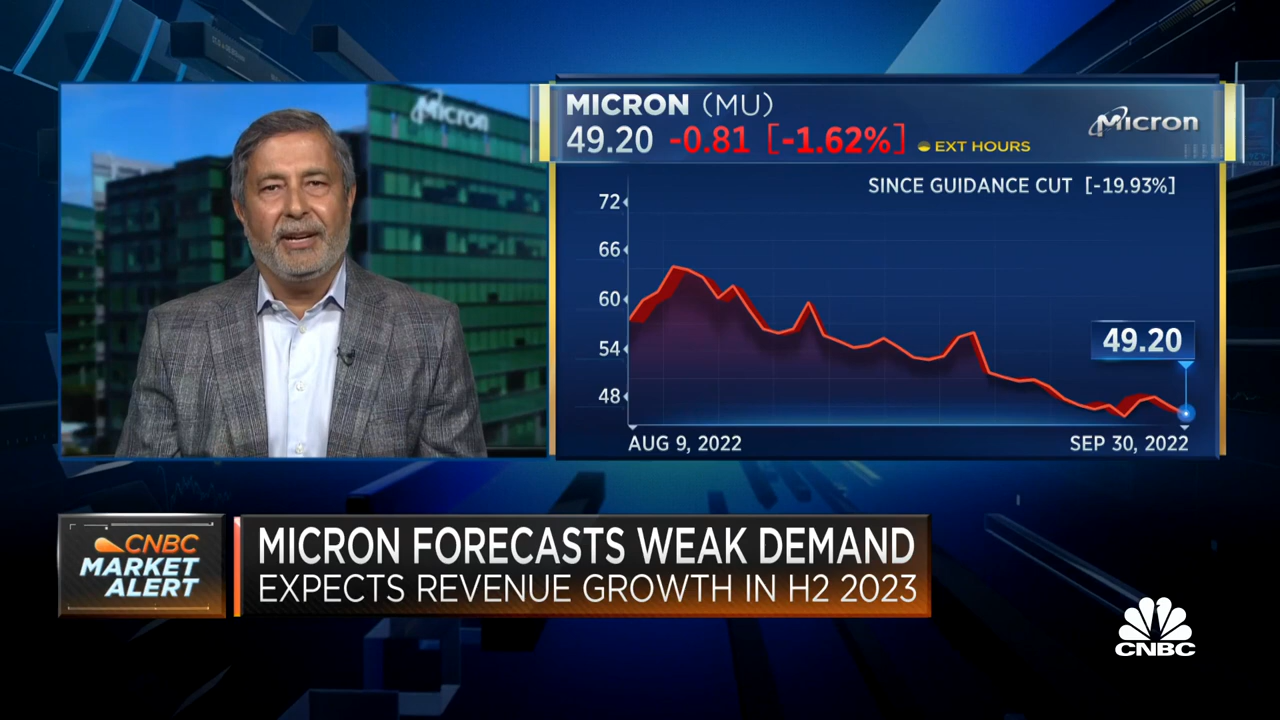 Micron
MICRON (MU)
49.20 -0.81 [-1.62%] EXT HOURS
Micron
SINCE GUIDANCE CUT [-19.93%]
72
66
60
54
48
49.20
AUG 9, 2022
SEP 30, 2022
CNBC
MARKET
ALERT
MICRON FORECASTS WEAK DEMAND
EXPECTS REVENUE GROWTH IN H2 2023
CNBC